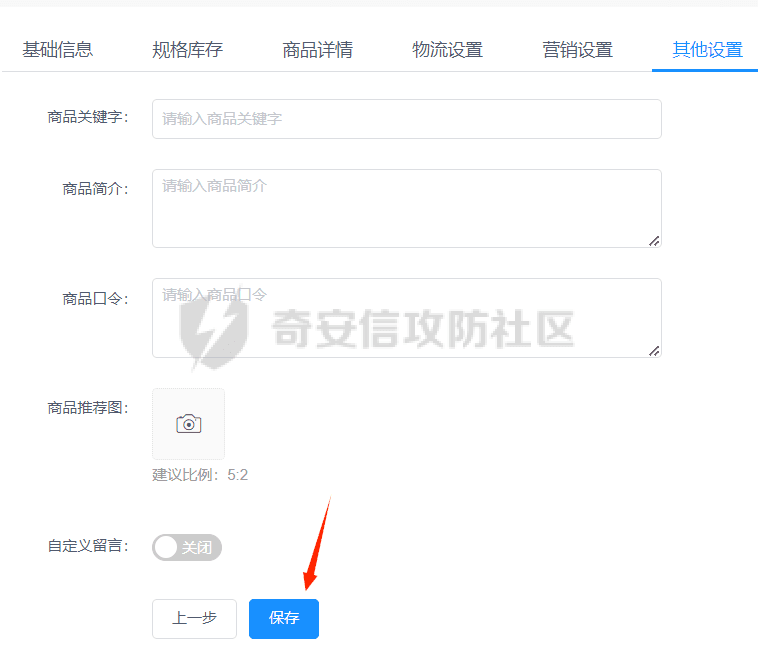 基础信息 规格库存 商品详情 物流设置 营销设置 其他设置
商品关键字： 请输入商品关键字
商品简介： 请输入商品简介
商品口令： 请输入商品口令
奇安信攻防社区
商品推荐图：
建议比例：5:2
自定义留言： 关闭
上一步 保存